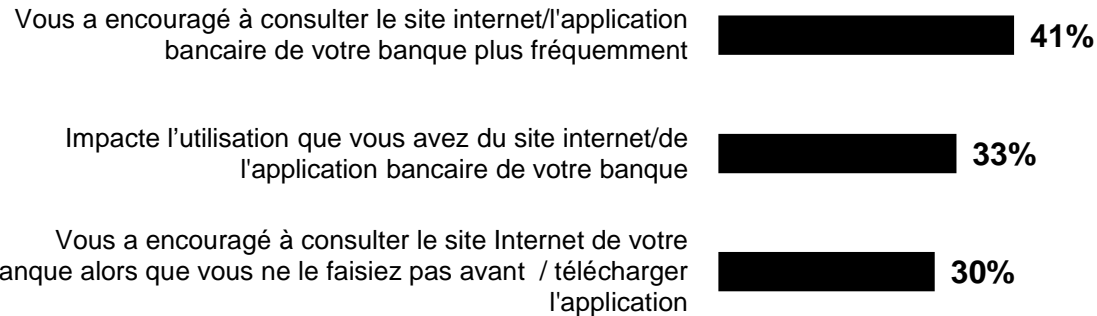 Vous a encouragé à consulter le site internet/l'application
bancaire de votre banque plus fréquemment
41%
Impacte l’utilisation que vous avez du site internet/de
l'application bancaire de votre banque
33%
Vous a encouragé à consulter le site Internet de votre
anque alors que vous ne le faisiez pas avant / télécharger
l'application
30%